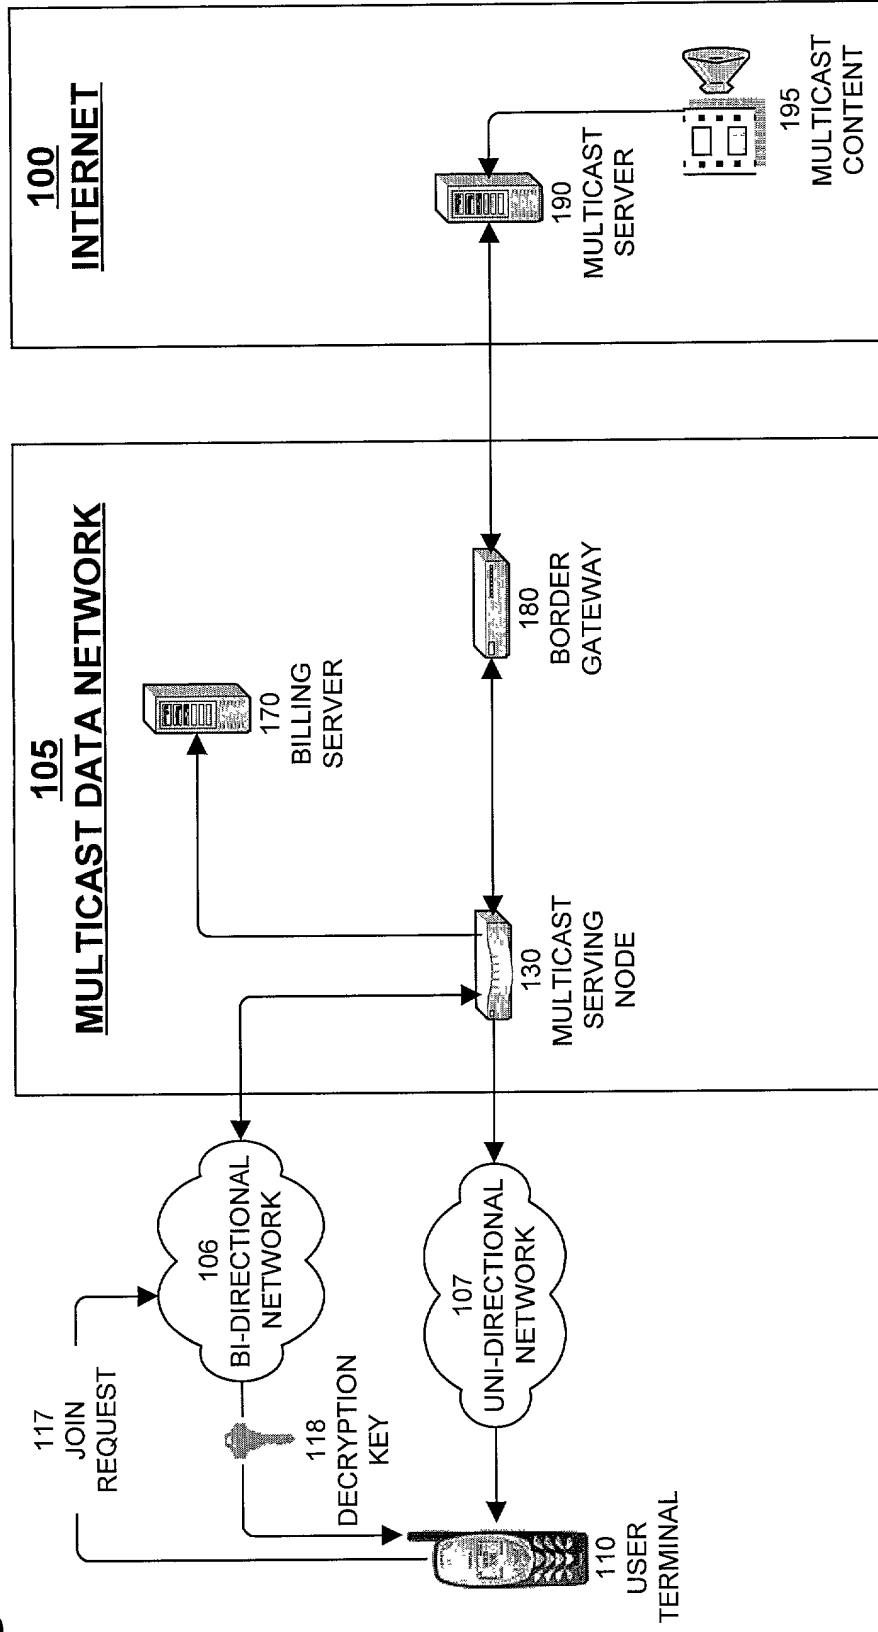 105
MULTICAST DATA NETWORK
100
INTERNET
117
JOIN
REQUEST
106
BI-DIRECTIONAL
NETWORK
170
BILLING
SERVER
118
DECRYPTION
KEY
107
UNI-DIRECTIONAL
NETWORK
130
MULTICAST
SERVING
NODE
180
BORDER
GATEWAY
190
MULTICAST
SERVER
110
USER
TERMINAL
195
MULTICAST
CONTENT